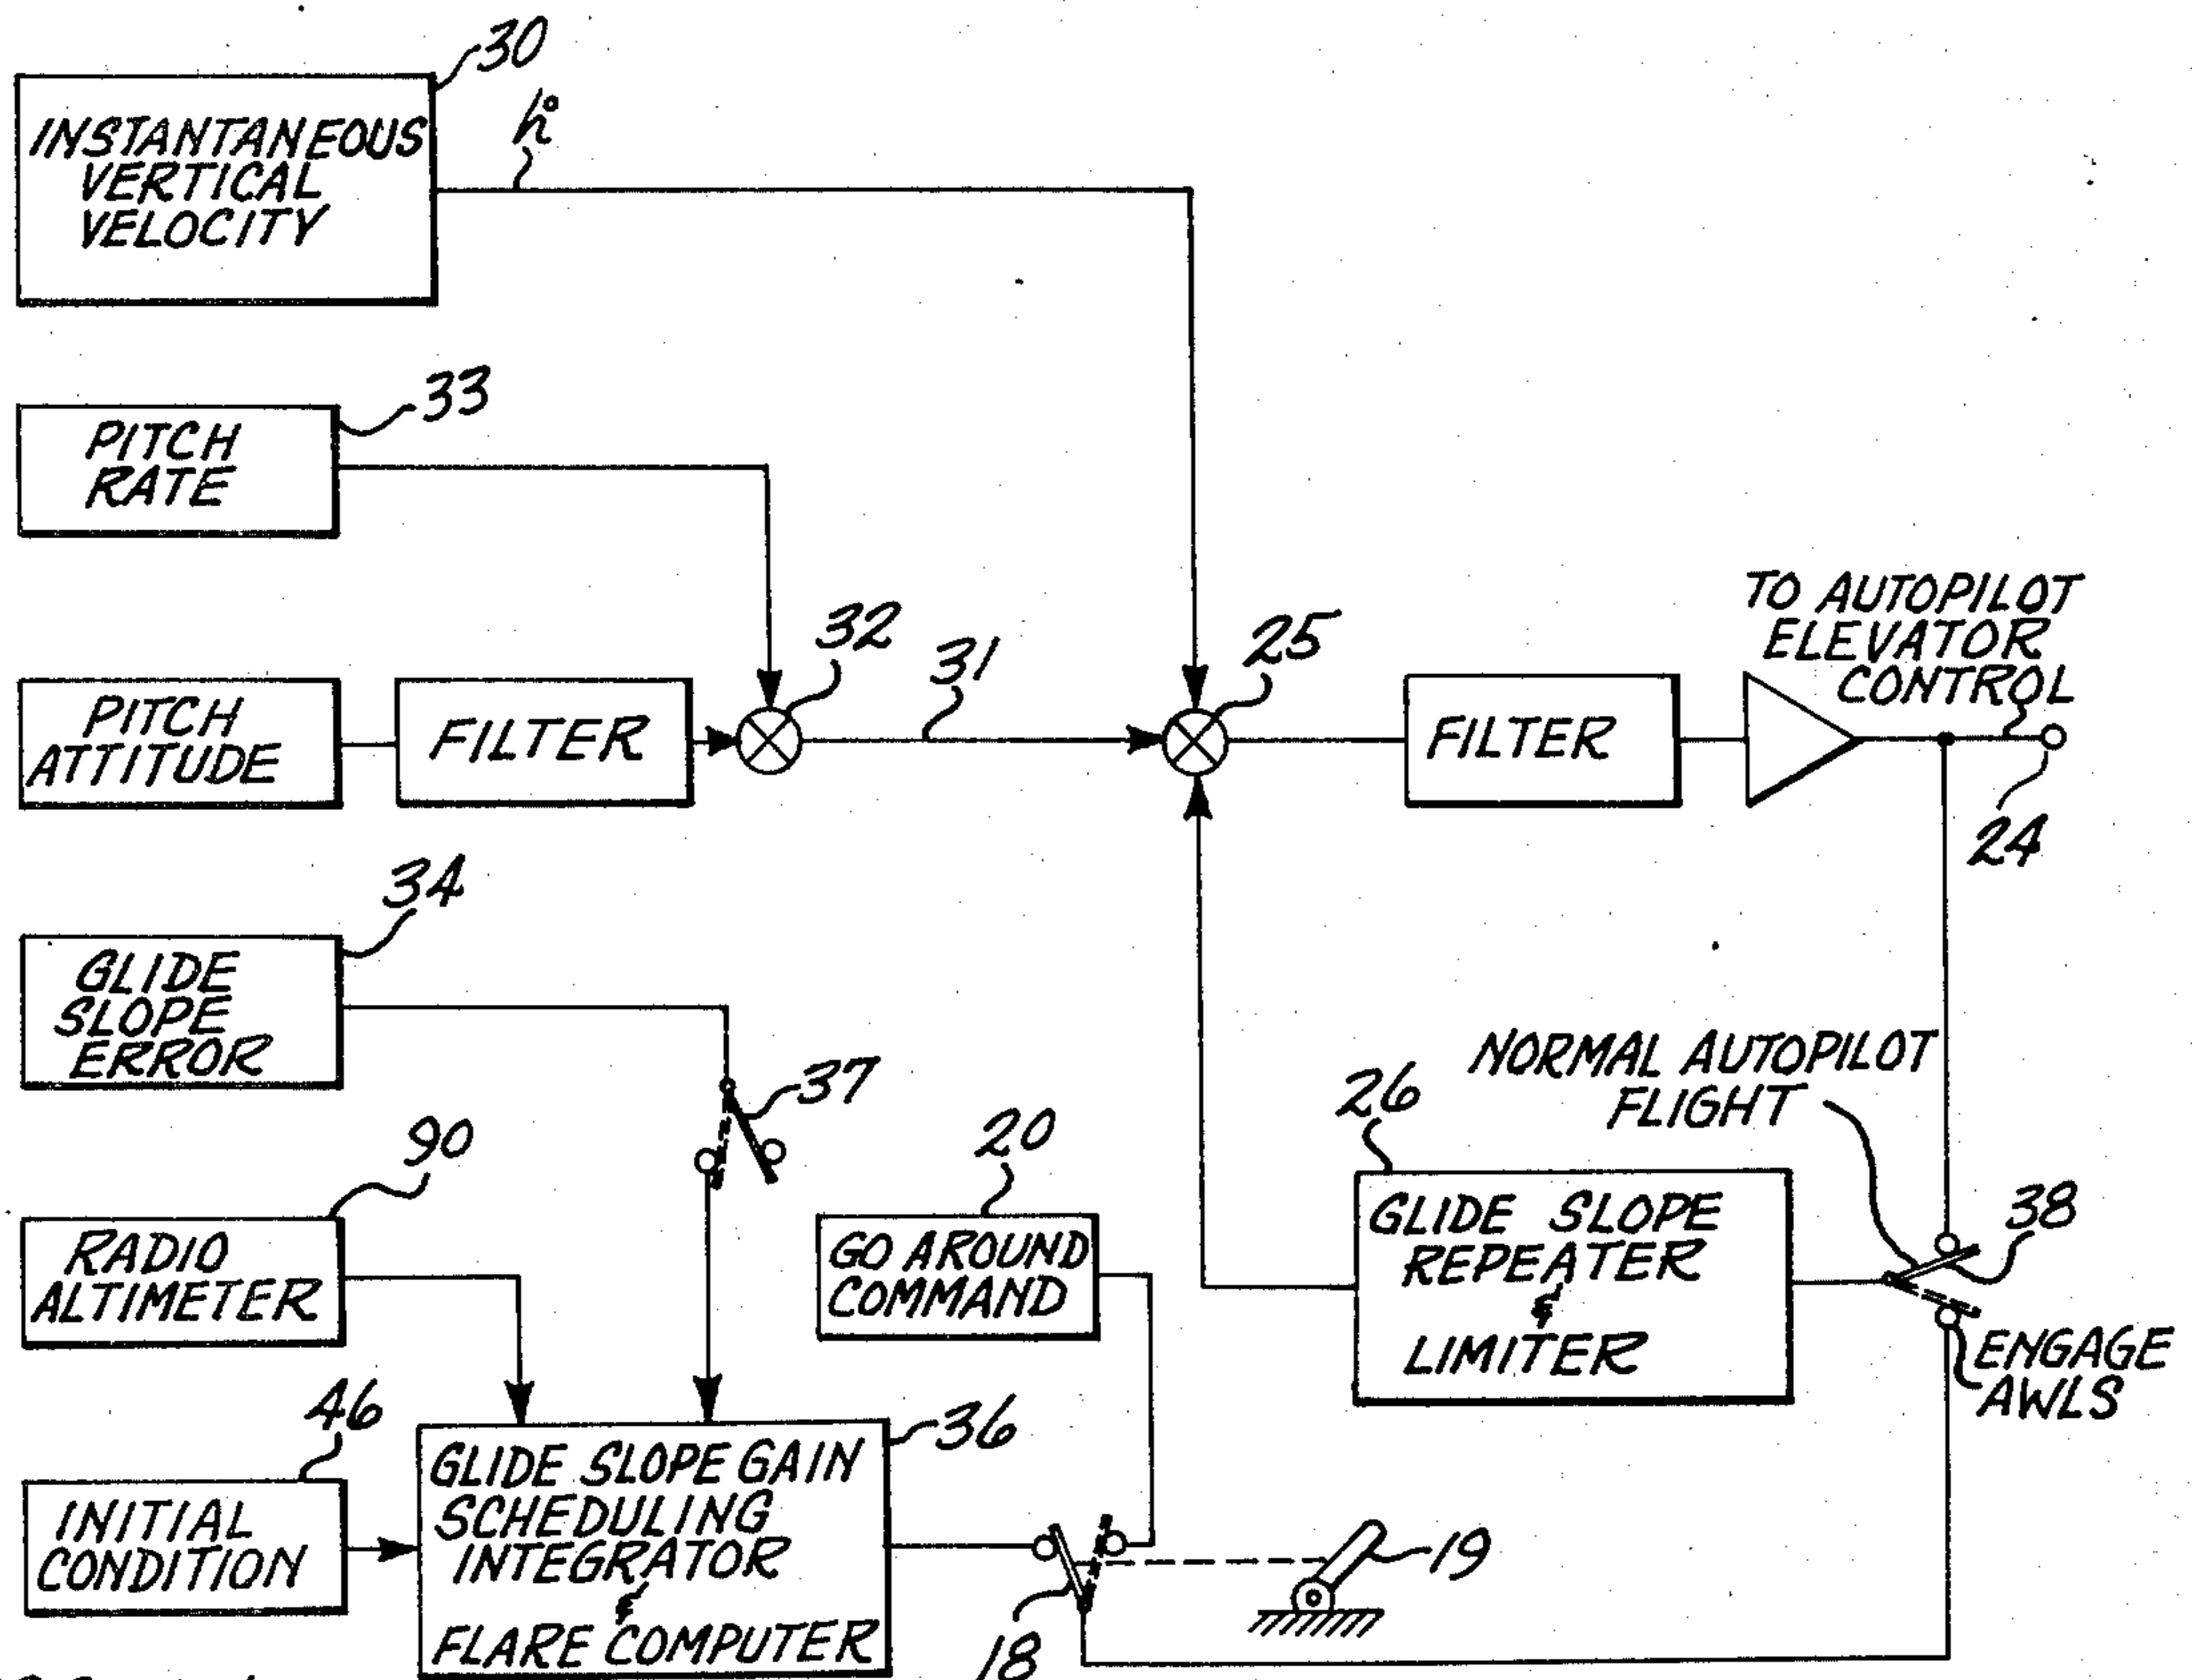 30
INSTANTANEOUS
VERTICAL
VELOCITY
ḣ
33
PITCH
RATE
PITCH
ATTITUDE
FILTER
32
31
25
FILTER
TO AUTOPILOT
ELEVATOR
CONTROL
24
34
GLIDE
SLOPE
ERROR
37
90
RADIO
ALTIMETER
20
GO AROUND
COMMAND
26
GLIDE SLOPE
REPEATER
&
LIMITER
NORMAL AUTOPILOT
FLIGHT
38
ENGAGE
AWLS
46
INITIAL
CONDITION
36
GLIDE SLOPE GAIN
SCHEDULING
INTEGRATOR
&
FLARE COMPUTER
18
19